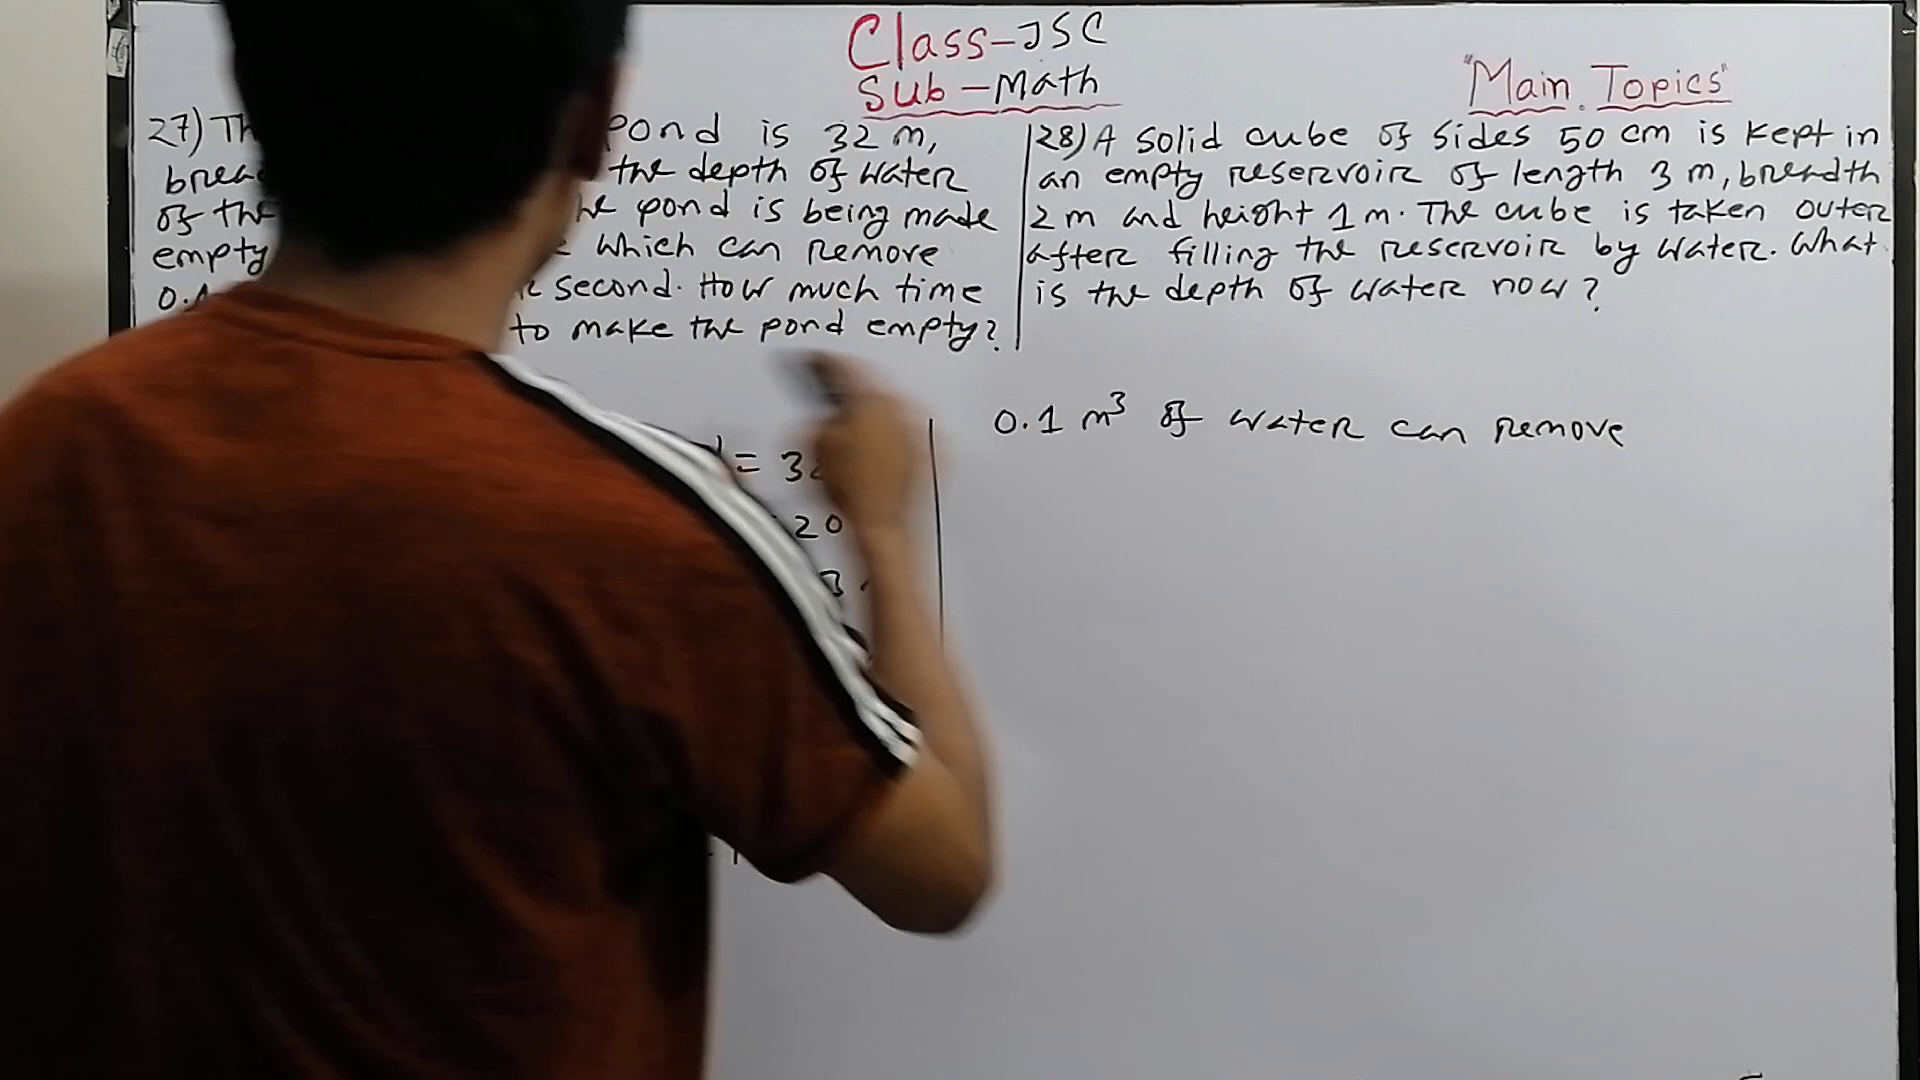 Class-JSC
Sub-Math
"Main Topics"
27) Th
pond is 32 m,
the depth of water
of the
pond is being made
empty
which can remove
second. How much time
to make the pond empty?
28) A solid cube of sides 50 cm is kept in
an empty reservoir of length 3 m, breadth
2 m and height 1 m. The cube is taken outer
after filling the reservoir by water. What
is the depth of water now?
=
20
3
0.1 m³ of water can remove